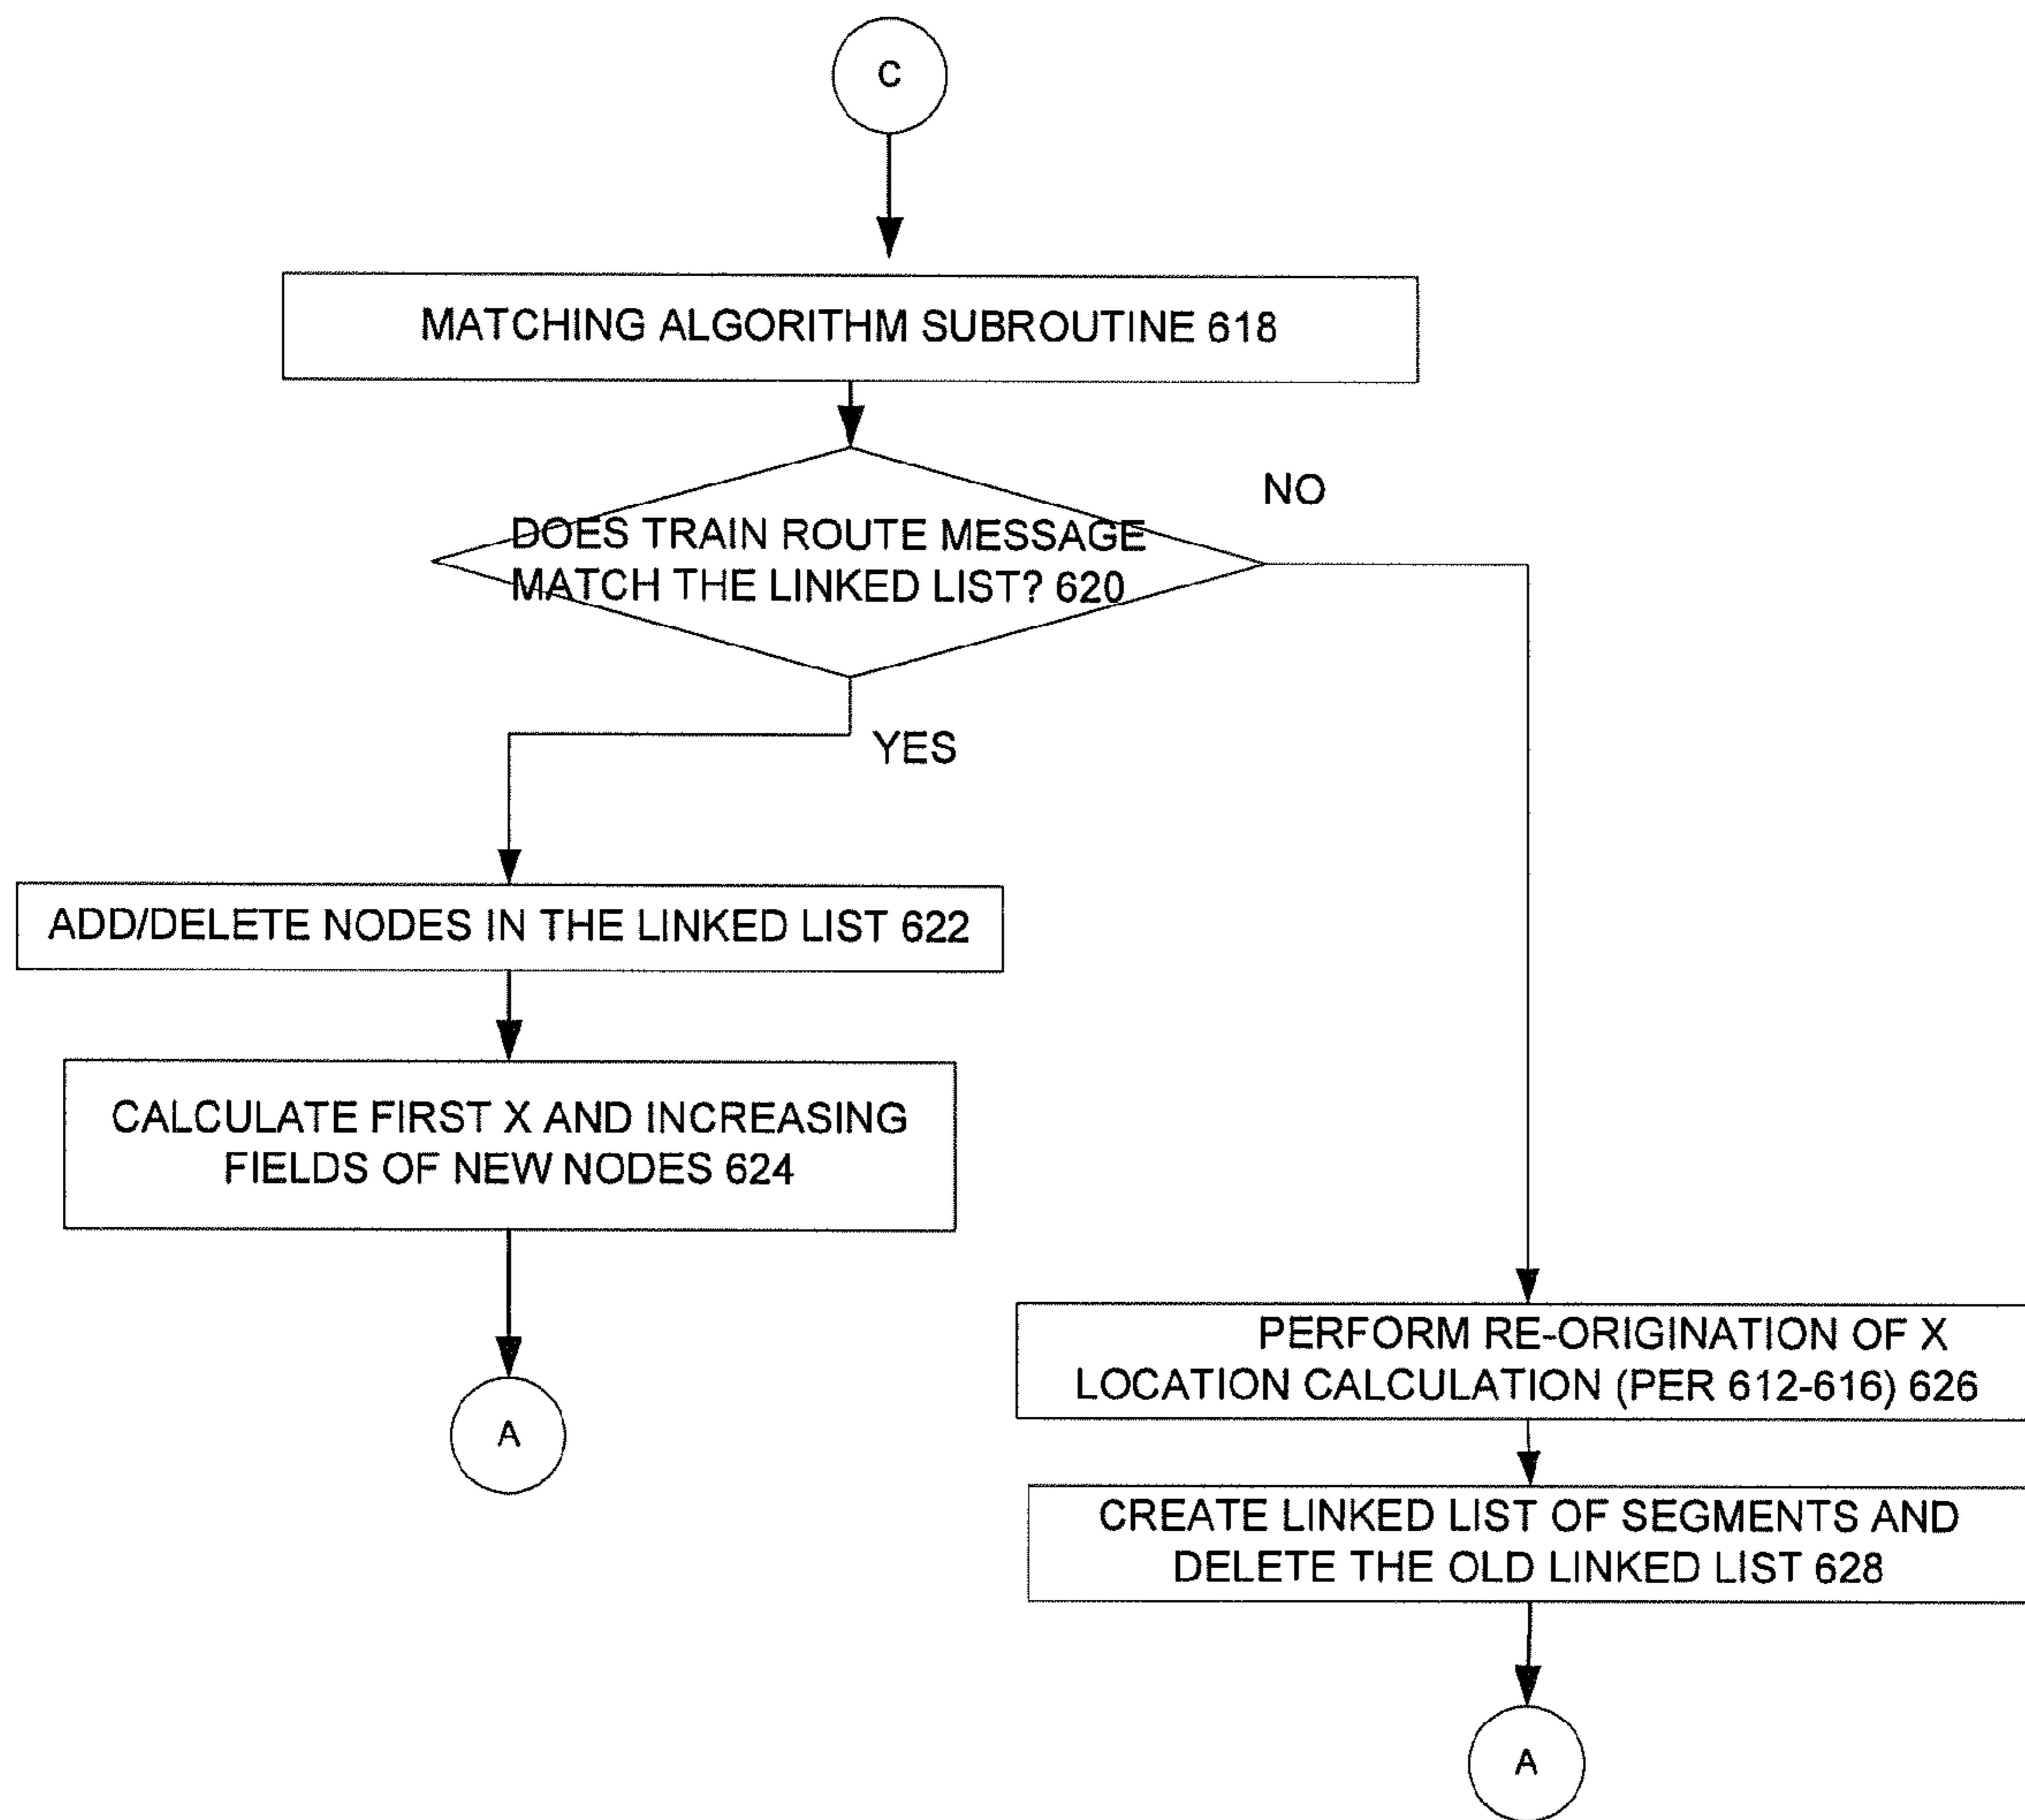 C
MATCHING ALGORITHM SUBROUTINE 618
NO
DOES TRAIN ROUTE MESSAGE
MATCH THE LINKED LIST? 620
YES
ADD/DELETE NODES IN THE LINKED LIST 622
CALCULATE FIRST X AND INCREASING
FIELDS OF NEW NODES 624
A
PERFORM RE-ORIGINATION OF X
LOCATION CALCULATION (PER 612-616) 626
CREATE LINKED LIST OF SEGMENTS AND
DELETE THE OLD LINKED LIST 628
A